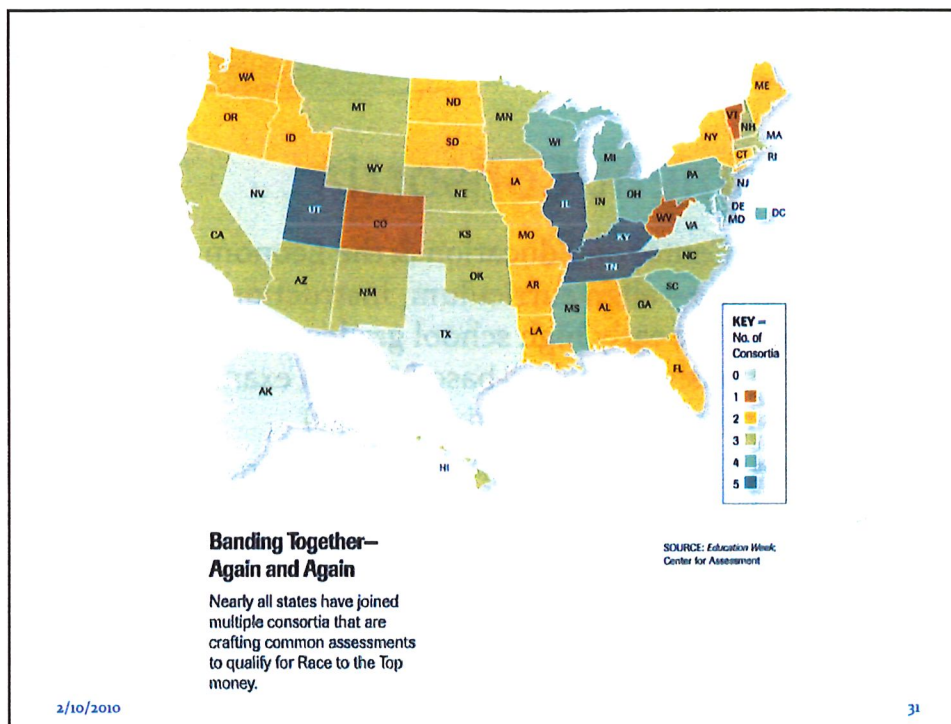 WA
MT
ND
MN
ME
OR
ID
SD
WI
MI
NY
VT
NH
MA
CT
RI
WY
IA
NE
PA
NJ
NV
UT
CO
IL
IN
OH
DE
MD
DC
WV
VA
CA
KS
MO
KY
NC
AZ
NM
OK
AR
TN
SC
TX
LA
MS
AL
GA
FL
AK
HI
KEY –
No. of
Consortia
0
1
2
3
4
5
Banding Together–
Again and Again
Nearly all states have joined
multiple consortia that are
crafting common assessments
to qualify for Race to the Top
money.
SOURCE: Education Week,
Center for Assessment
2/10/2010
31